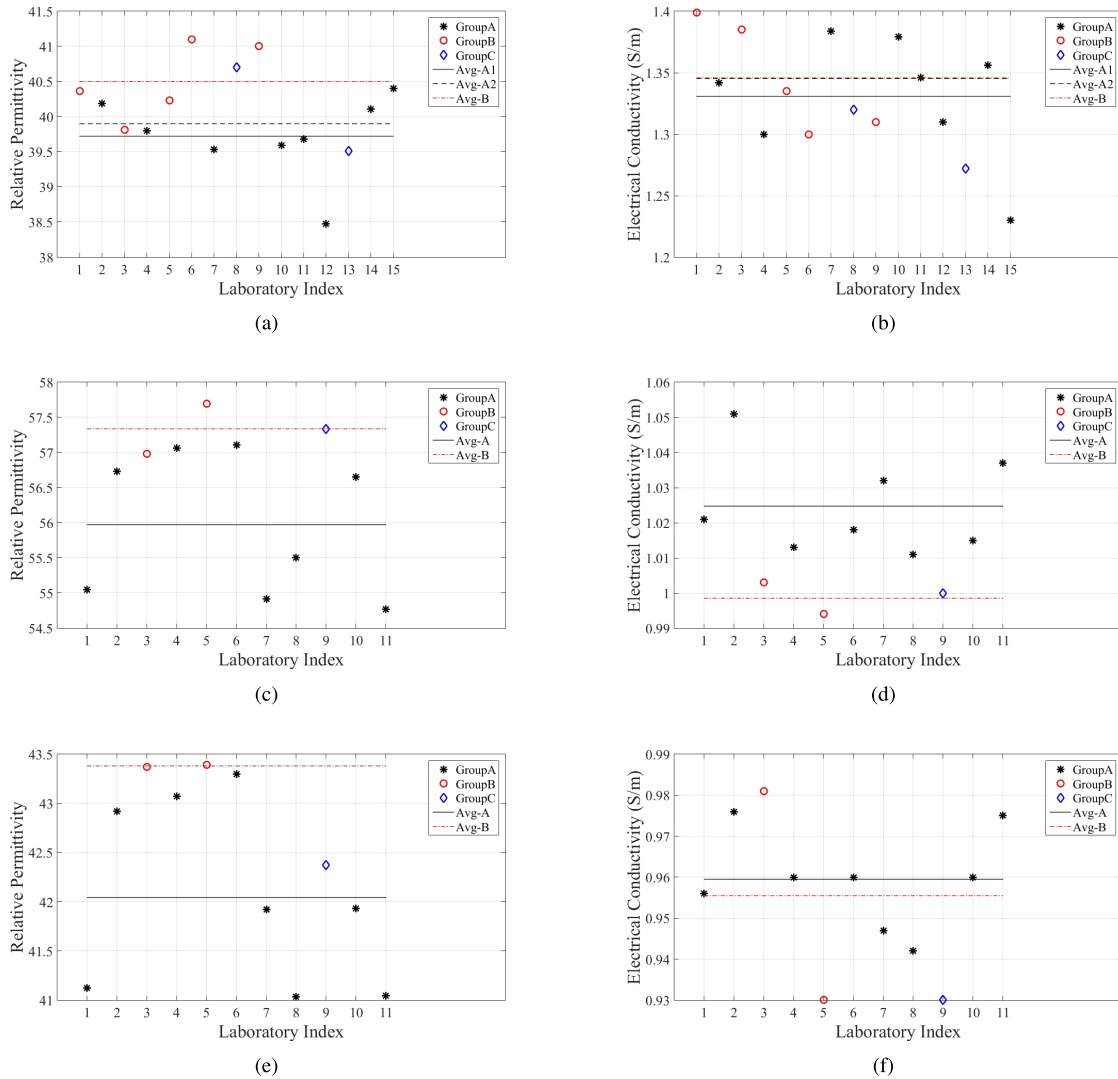 41.5
41
40.5
40
39.5
39
38.5
38
Relative Permittivity
1 2 3 4 5 6 7 8 9 10 11 12 13 14 15
Laboratory Index
GroupA
GroupB
GroupC
Avg-A1
Avg-A2
Avg-B
(a)
1.4
1.35
1.3
1.25
1.2
Electrical Conductivity (S/m)
1 2 3 4 5 6 7 8 9 10 11 12 13 14 15
Laboratory Index
GroupA
GroupB
GroupC
Avg-A1
Avg-A2
Avg-B
(b)
58
57.5
57
56.5
56
55.5
55
54.5
Relative Permittivity
1 2 3 4 5 6 7 8 9 10 11
Laboratory Index
GroupA
GroupB
GroupC
Avg-A
Avg-B
(c)
1.06
1.05
1.04
1.03
1.02
1.01
1
0.99
Electrical Conductivity (S/m)
1 2 3 4 5 6 7 8 9 10 11
Laboratory Index
GroupA
GroupB
GroupC
Avg-A
Avg-B
(d)
43.5
43
42.5
42
41.5
41
Relative Permittivity
1 2 3 4 5 6 7 8 9 10 11
Laboratory Index
GroupA
GroupB
GroupC
Avg-A
Avg-B
(e)
0.99
0.98
0.97
0.96
0.95
0.94
0.93
Electrical Conductivity (S/m)
1 2 3 4 5 6 7 8 9 10 11
Laboratory Index
GroupA
GroupB
GroupC
Avg-A
Avg-B
(f)